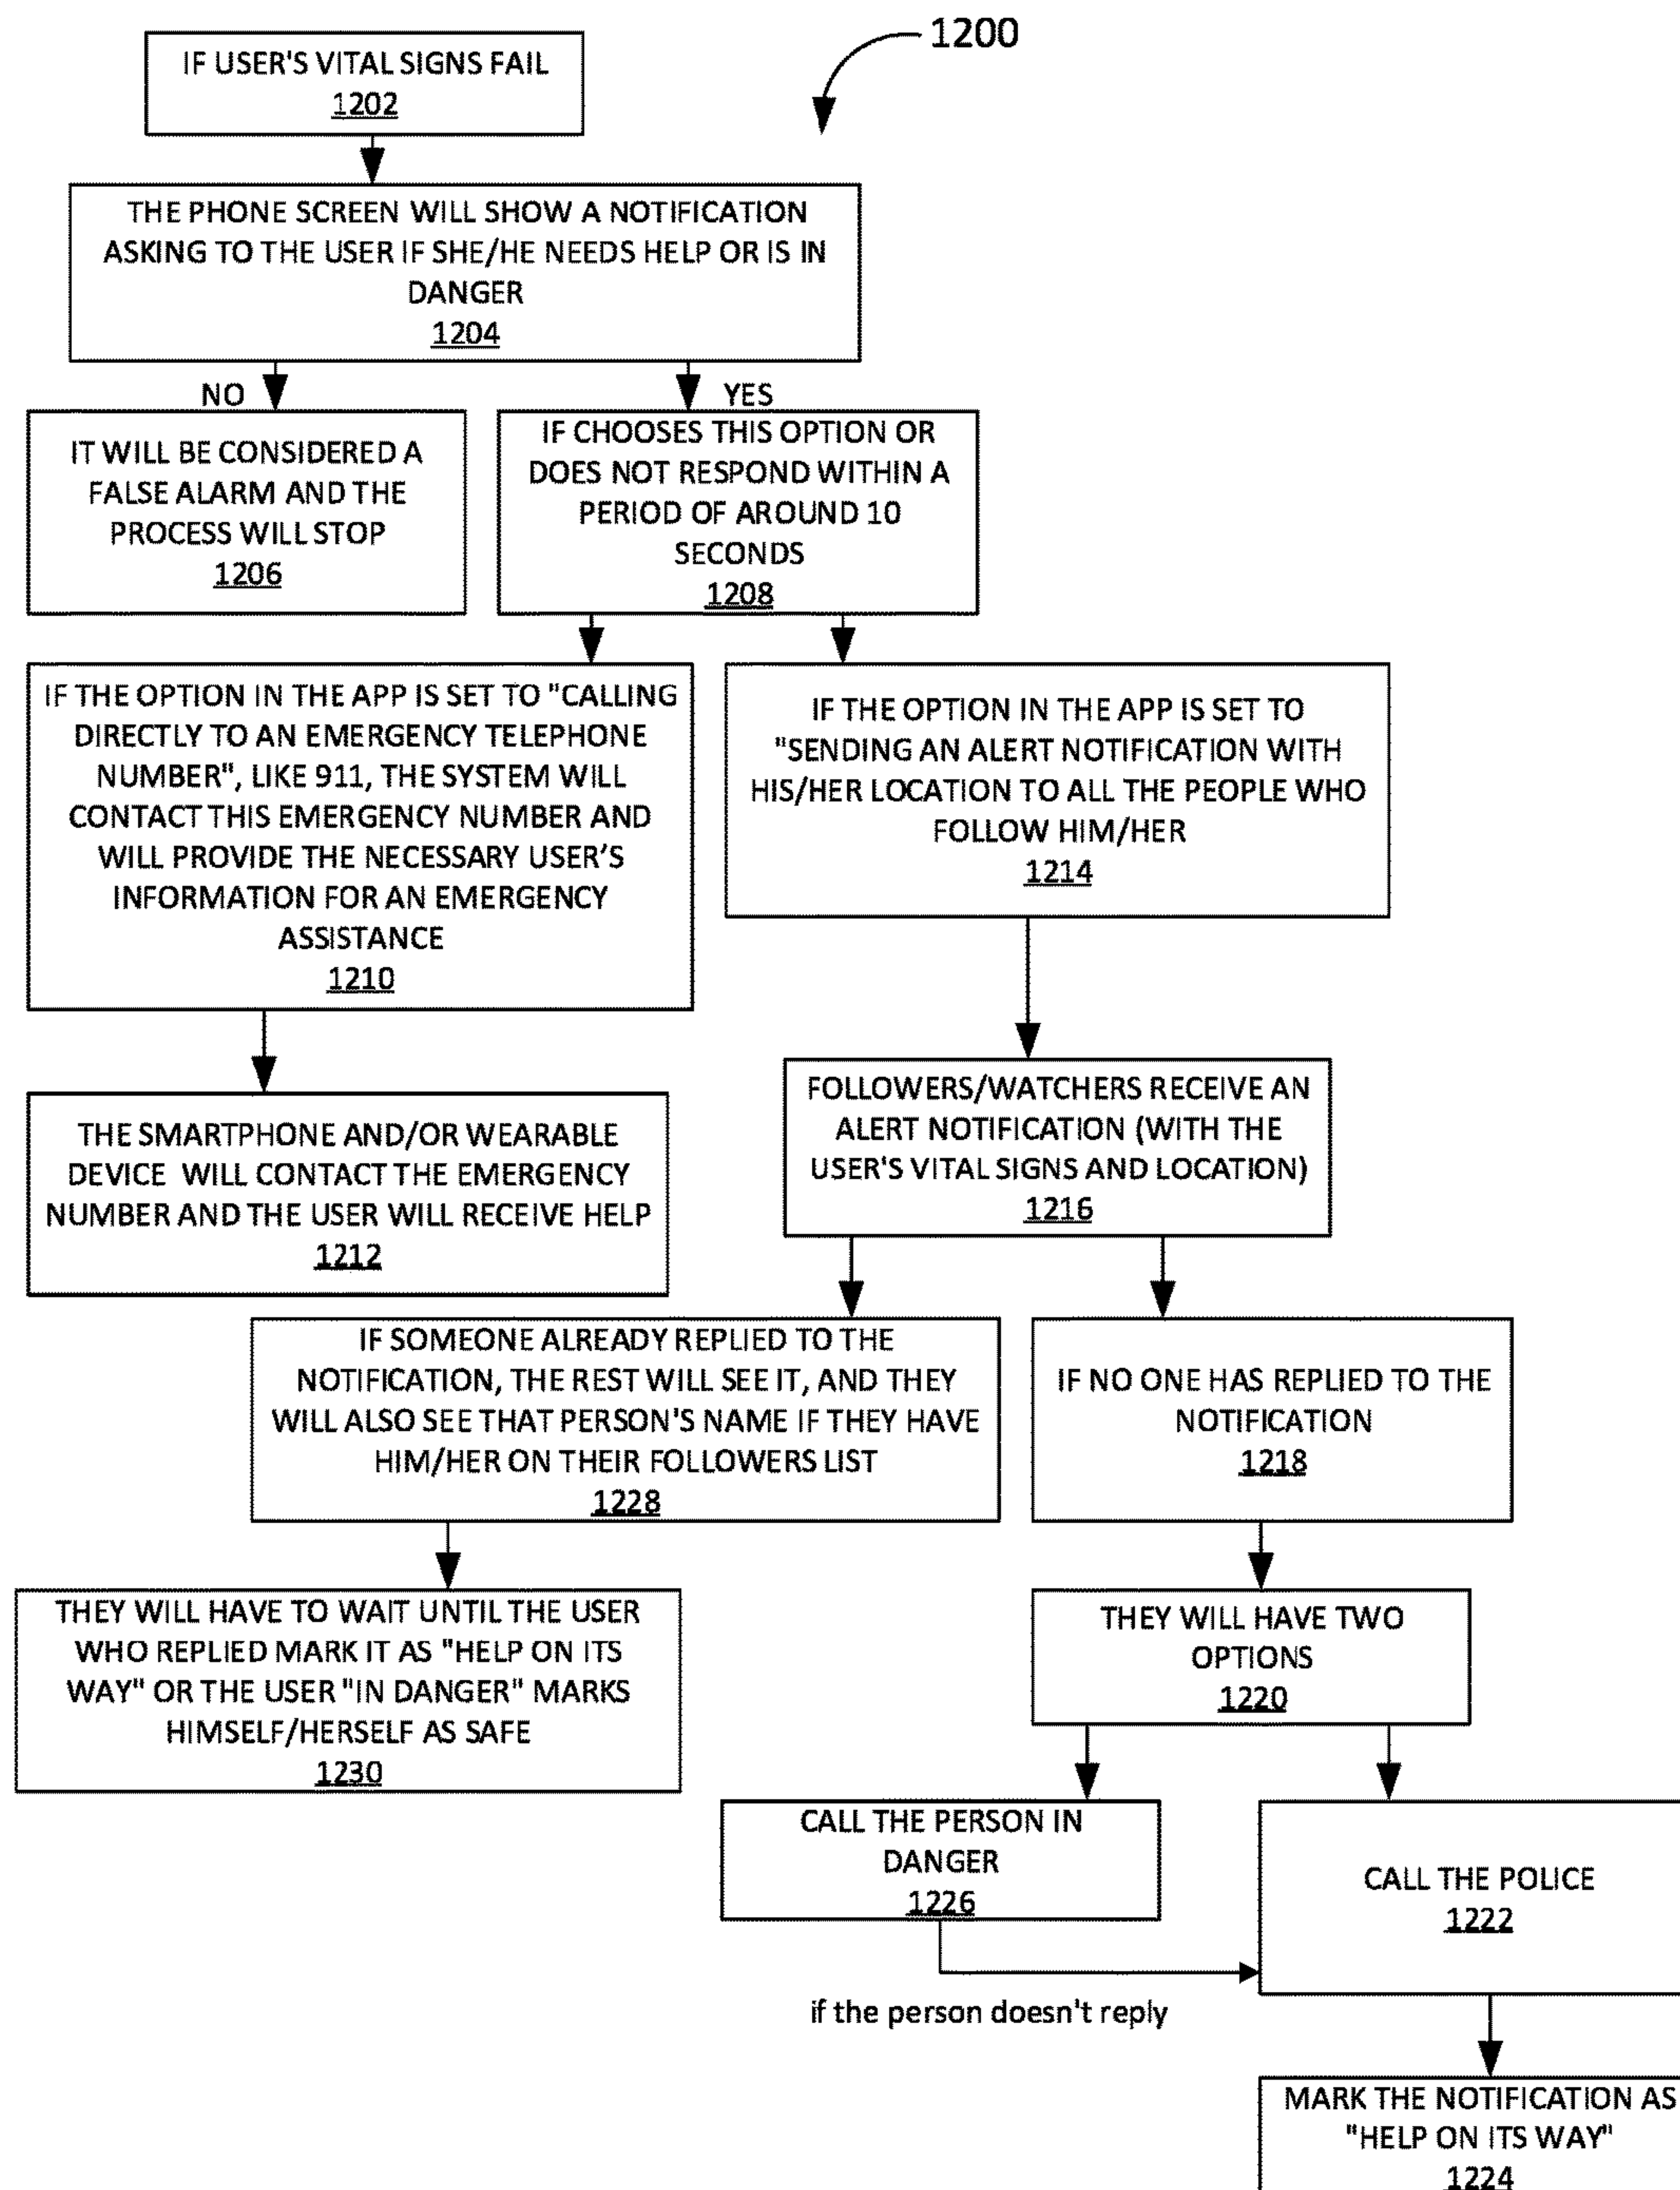 1200
IF USER'S VITAL SIGNS FAIL
1202
THE PHONE SCREEN WILL SHOW A NOTIFICATION
ASKING TO THE USER IF SHE/HE NEEDS HELP OR IS IN
DANGER
1204
NO
YES
IT WILL BE CONSIDERED A
FALSE ALARM AND THE
PROCESS WILL STOP
1206
IF CHOOSES THIS OPTION OR
DOES NOT RESPOND WITHIN A
PERIOD OF AROUND 10
SECONDS
1208
IF THE OPTION IN THE APP IS SET TO "CALLING
DIRECTLY TO AN EMERGENCY TELEPHONE
NUMBER", LIKE 911, THE SYSTEM WILL
CONTACT THIS EMERGENCY NUMBER AND
WILL PROVIDE THE NECESSARY USER'S
INFORMATION FOR AN EMERGENCY
ASSISTANCE
1210
IF THE OPTION IN THE APP IS SET TO
"SENDING AN ALERT NOTIFICATION WITH
HIS/HER LOCATION TO ALL THE PEOPLE WHO
FOLLOW HIM/HER
1214
THE SMARTPHONE AND/OR WEARABLE
DEVICE WILL CONTACT THE EMERGENCY
NUMBER AND THE USER WILL RECEIVE HELP
1212
FOLLOWERS/WATCHERS RECEIVE AN
ALERT NOTIFICATION (WITH THE
USER'S VITAL SIGNS AND LOCATION)
1216
IF SOMEONE ALREADY REPLIED TO THE
NOTIFICATION, THE REST WILL SEE IT, AND THEY
WILL ALSO SEE THAT PERSON'S NAME IF THEY HAVE
HIM/HER ON THEIR FOLLOWERS LIST
1228
IF NO ONE HAS REPLIED TO THE
NOTIFICATION
1218
THEY WILL HAVE TO WAIT UNTIL THE USER
WHO REPLIED MARK IT AS "HELP ON ITS
WAY" OR THE USER "IN DANGER" MARKS
HIMSELF/HERSELF AS SAFE
1230
THEY WILL HAVE TWO
OPTIONS
1220
CALL THE PERSON IN
DANGER
1226
CALL THE POLICE
1222
if the person doesn't reply
MARK THE NOTIFICATION AS
"HELP ON ITS WAY"
1224